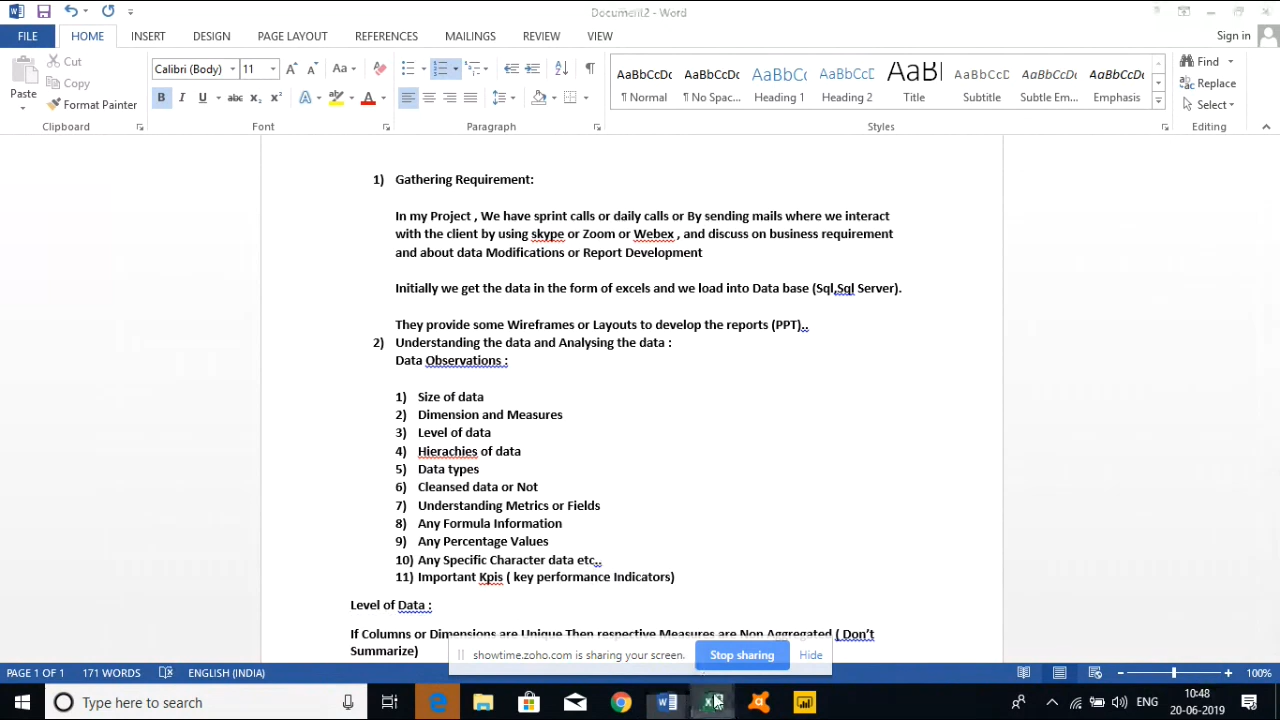 Document2 - Word
FILE HOME INSERT DESIGN PAGE LAYOUT REFERENCES MAILINGS REVIEW VIEW Sign in
Paste Cut Copy Format Painter
Calibri (Body) 11
AaBbCcDc AaBbCcDc AaBbCc AaBbCcD AaBl AaBbCcD AaBbCcDc AaBbCcDc
¶ Normal ¶ No Spac... Heading 1 Heading 2 Title Subtitle Subtle Em... Emphasis
Find Replace Select
Clipboard Font Paragraph Styles Editing
1) Gathering Requirement:
In my Project , We have sprint calls or daily calls or By sending mails where we interact
with the client by using skype or Zoom or Webex , and discuss on business requirement
and about data Modifications or Report Development
Initially we get the data in the form of excels and we load into Data base (Sql,Sql Server).
They provide some Wireframes or Layouts to develop the reports (PPT)..
2) Understanding the data and Analysing the data :
Data Observations :
1) Size of data
2) Dimension and Measures
3) Level of data
4) Hierachies of data
5) Data types
6) Cleansed data or Not
7) Understanding Metrics or Fields
8) Any Formula Information
9) Any Percentage Values
10) Any Specific Character data etc..
11) Important Kpis ( key performance Indicators)
Level of Data :
If Columns or Dimensions are Unique Then respective Measures are Non Aggregated ( Don't
Summarize)
showtime.zoho.com is sharing your screen. Stop sharing Hide
PAGE 1 OF 1 171 WORDS ENGLISH (INDIA) 100%
Type here to search
ENG 10:48
20-06-2019